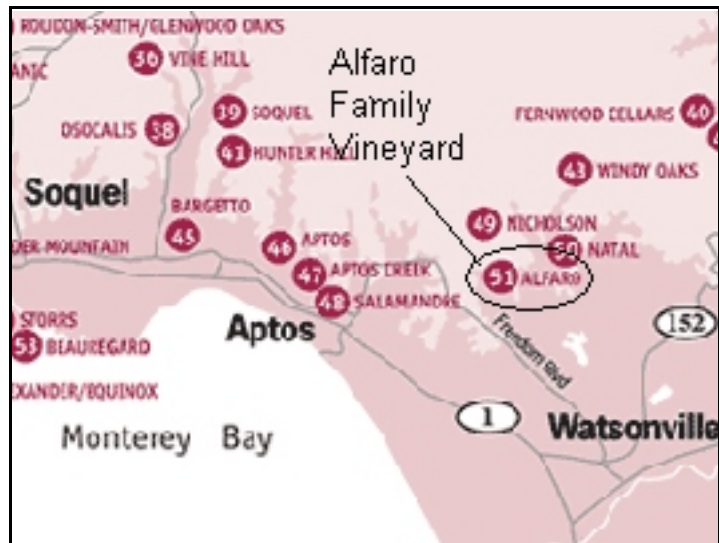 ROUDON-SMITH/GLENWOOD OAKS
36 VINE HILL
ANIC
Alfaro
Family
Vineyard
39 SOQUEL
OSOCALIS 38
41 HUNTER HILL
FERNWOOD CELLARS 40
43 WINDY OAKS
Soquel
BARGETTO
45
49 NICHOLSON
46 APTOS
NATAL
DER-MOUNTAIN
47 APTOS CREEK
51 ALFARO
48 SALAMANDRE
STORRS
Aptos
Freedom Blvd
152
53 BEAUREGARD
EXANDER/EQUINOX
1
Watsonville
Monterey Bay